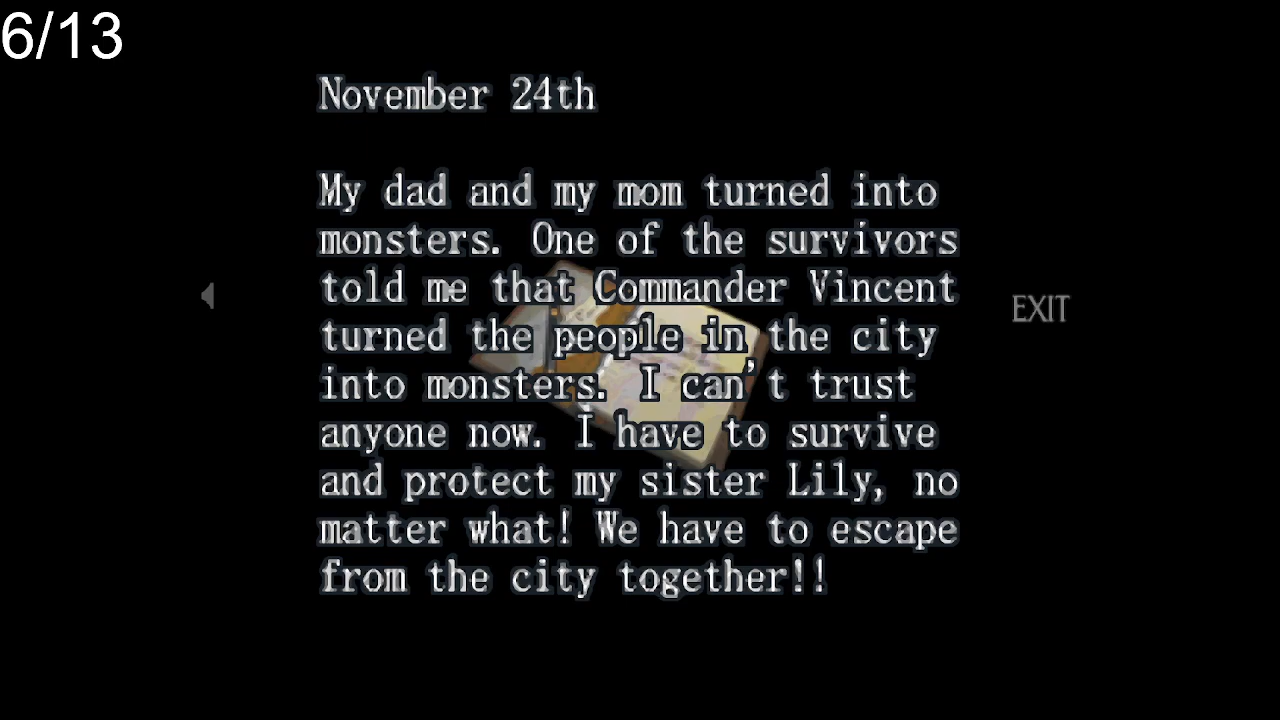 6/13
November 24th
My dad and my mom turned into
monsters. One of the survivors
told me that Commander Vincent
turned the people in the city
into monsters. I can't trust
anyone now. I have to survive
and protect my sister Lily, no
matter what! We have to escape
from the city together!!
EXIT